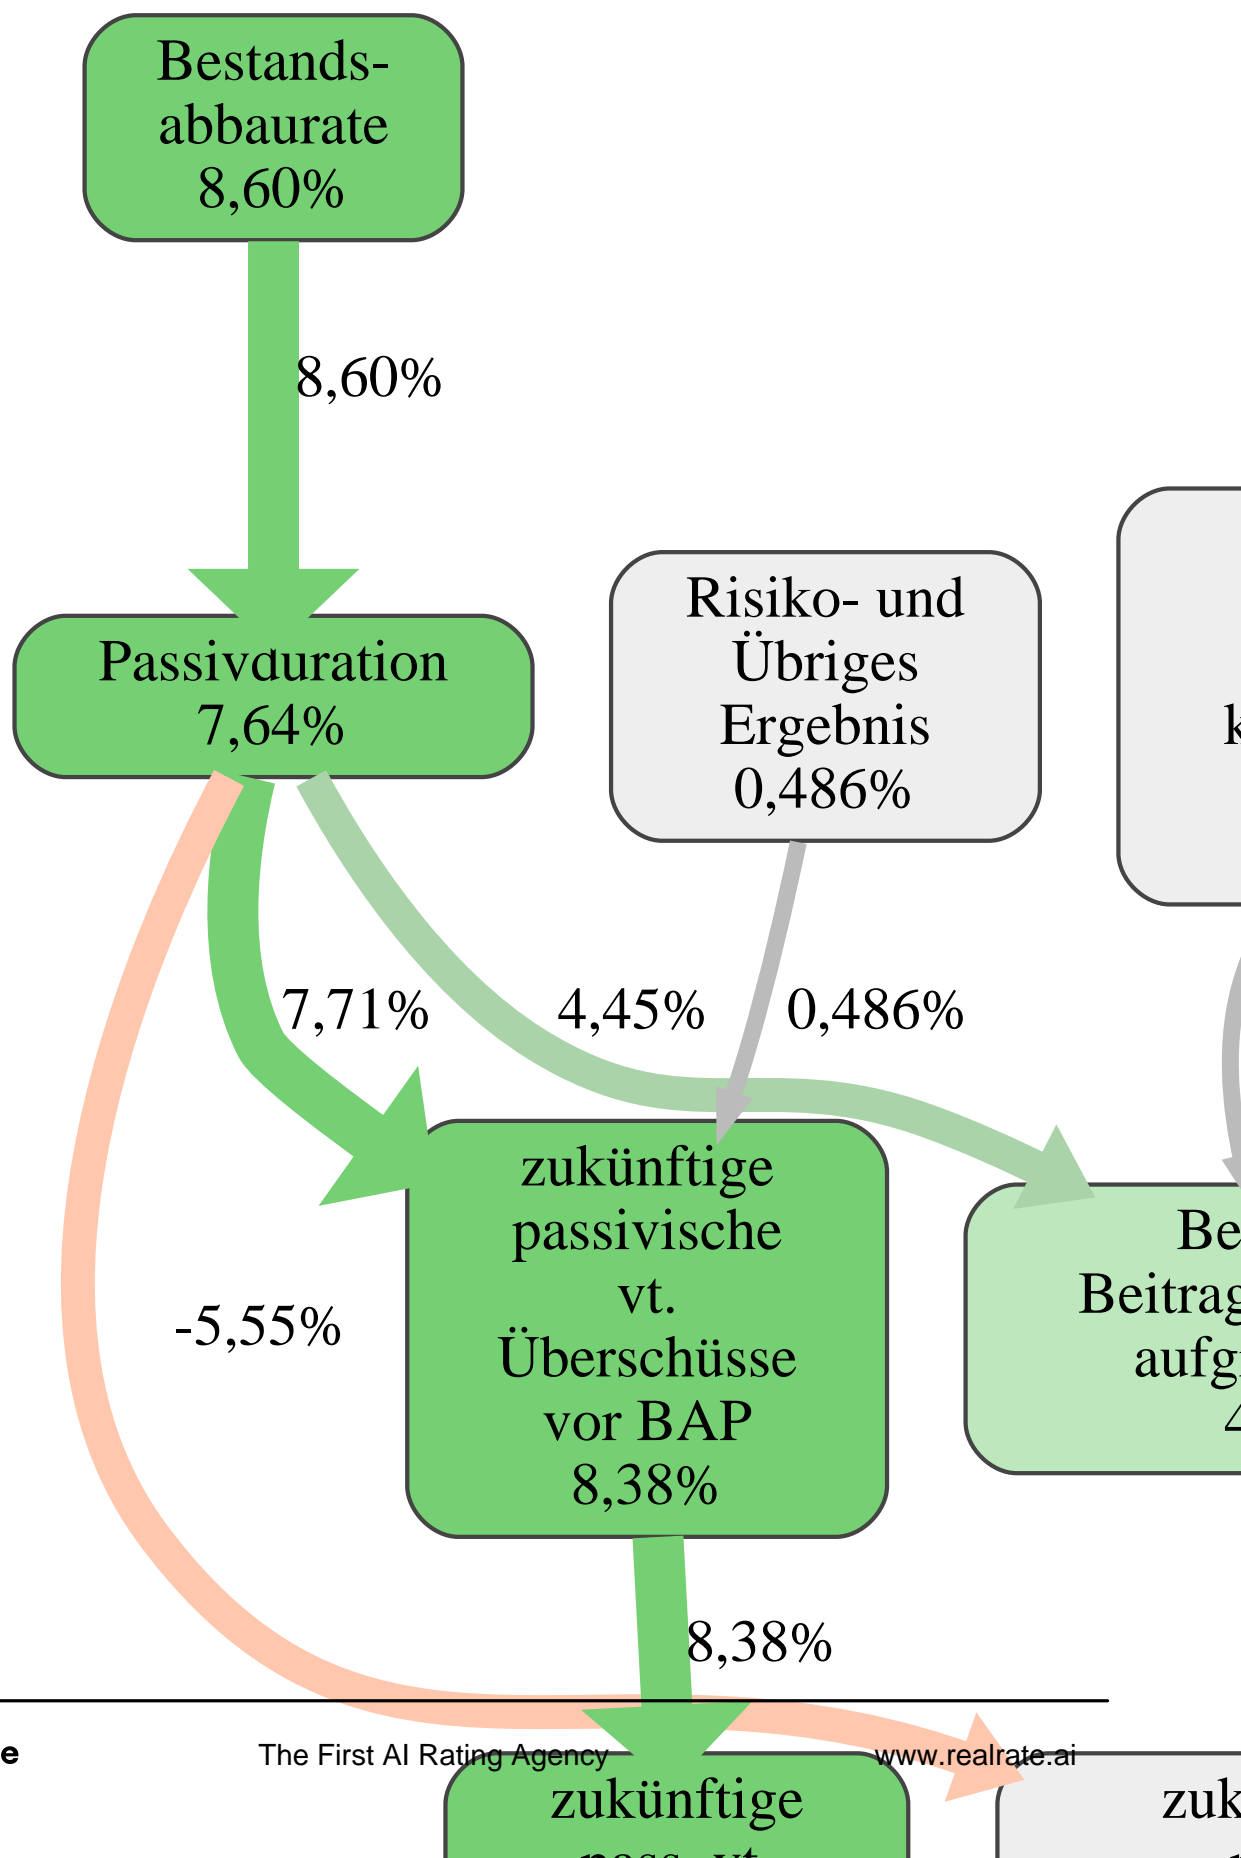 Bestands-
abbaurate
8,60%
8,60%
Risiko- und
Übriges
Ergebnis
0,486%
Passivduration
7,64%
7,71%
4,45%
0,486%
zukünftige
passivische
vt.
Überschüsse
vor BAP
8,38%
-5,55%
8,38%
The First AI Rating Agency
www.realrate.ai
zukünftige